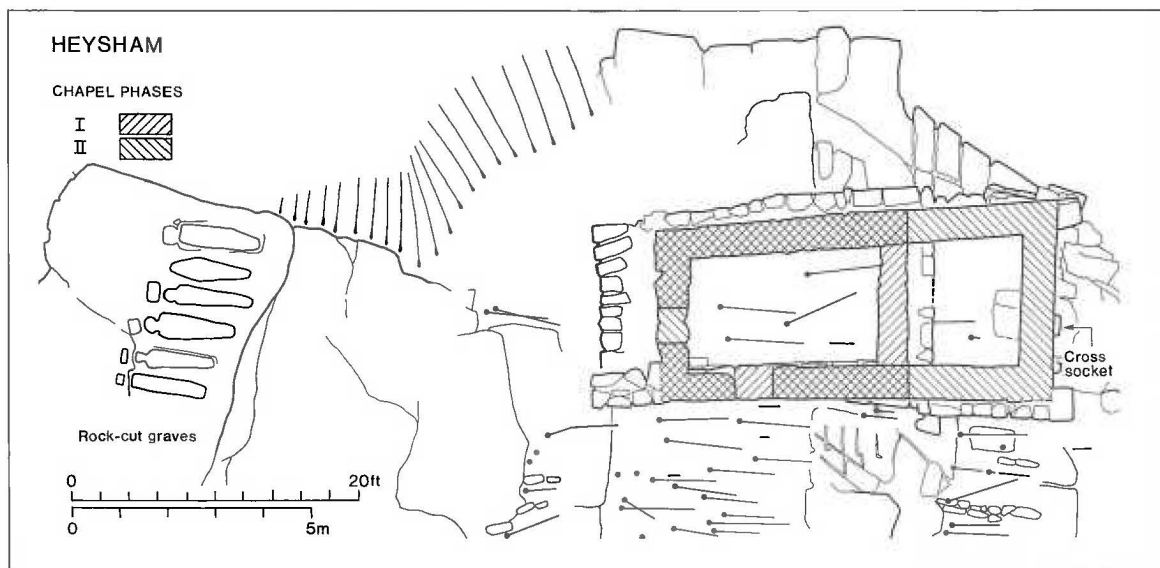 HEYSHAM
CHAPEL PHASES
I
II
Cross
socket
Rock-cut graves
0 20ft
0 5m